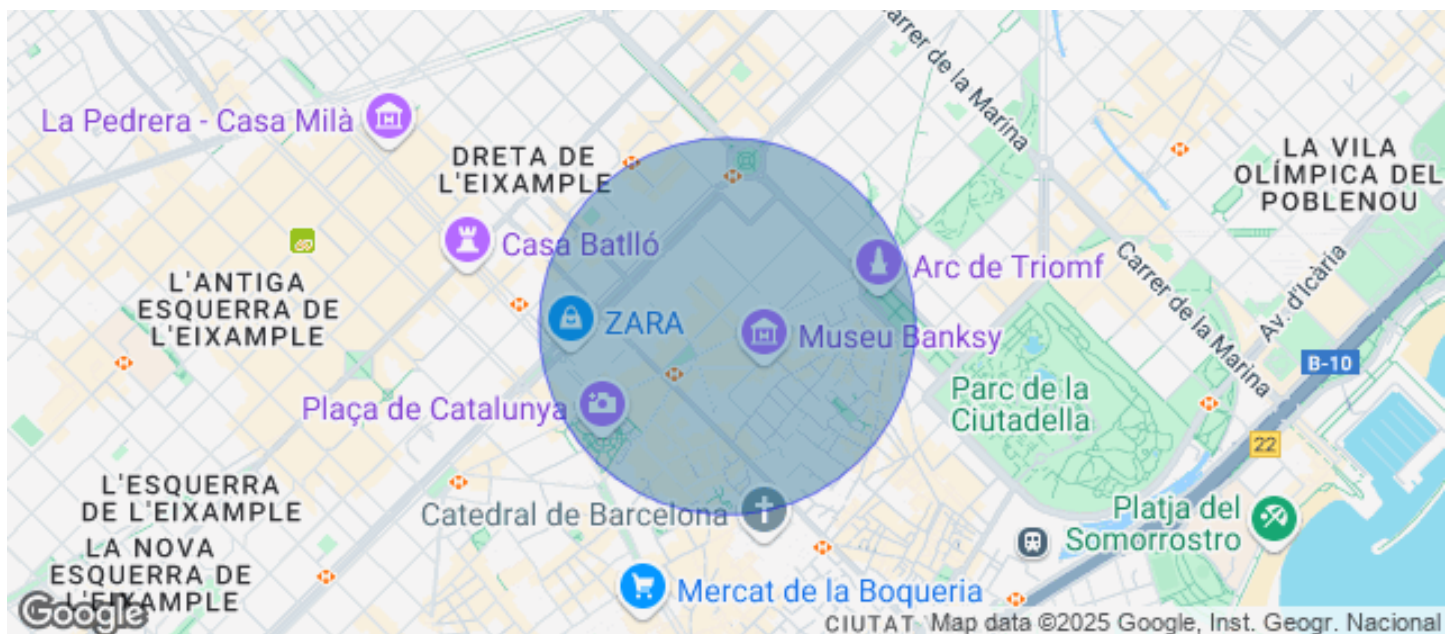 Carrer de la Marina
La Pedrera - Casa Milà
DRETA DE
L'EIXAMPLE
LA VILA
OLÍMPICA DEL
POBLENOU
Casa Batlló
Arc de Triomf
Carrer de la Marina
Av. d'Icària
L'ANTIGA
ESQUERRA DE
L'EIXAMPLE
ZARA
Museu Banksy
B-10
Plaça de Catalunya
Parc de la
Ciutadella
22
L'ESQUERRA
DE L'EIXAMPLE
Catedral de Barcelona
Platja del
Somorrostro
LA NOVA
ESQUERRA DE
L'EIXAMPLE
Mercat de la Boqueria
Google
CIUTAT
Map data ©2025 Google, Inst. Geogr. Nacional